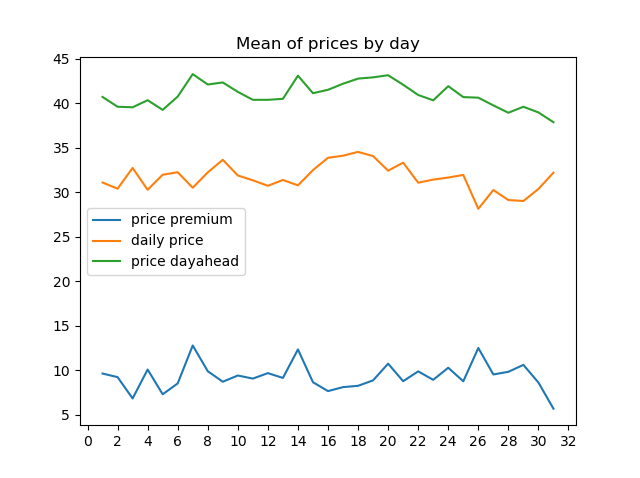 Mean of prices by day
45
40
35
30
25
20
15
10
5
price premium
daily price
price dayahead
0 2 4 6 8 10 12 14 16 18 20 22 24 26 28 30 32